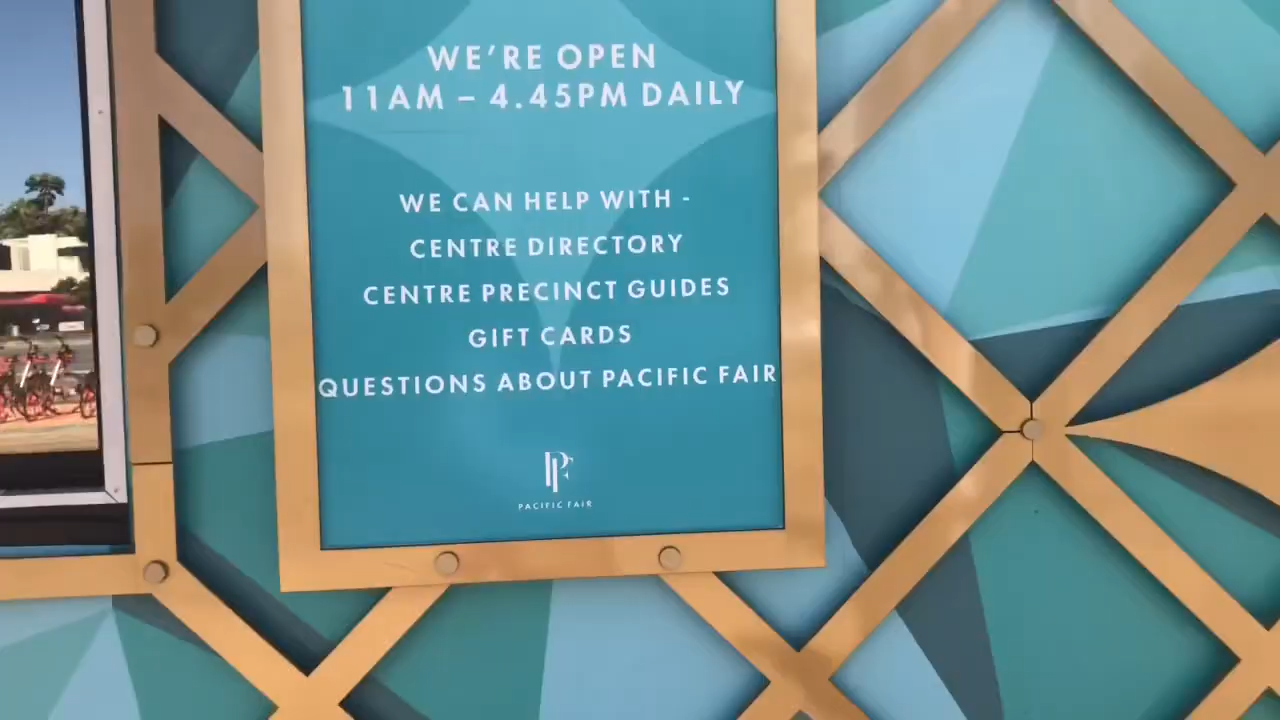 WE'RE OPEN
11AM – 4.45PM DAILY
WE CAN HELP WITH -
CENTRE DIRECTORY
CENTRE PRECINCT GUIDES
GIFT CARDS
QUESTIONS ABOUT PACIFIC FAIR
PF
PACIFIC FAIR